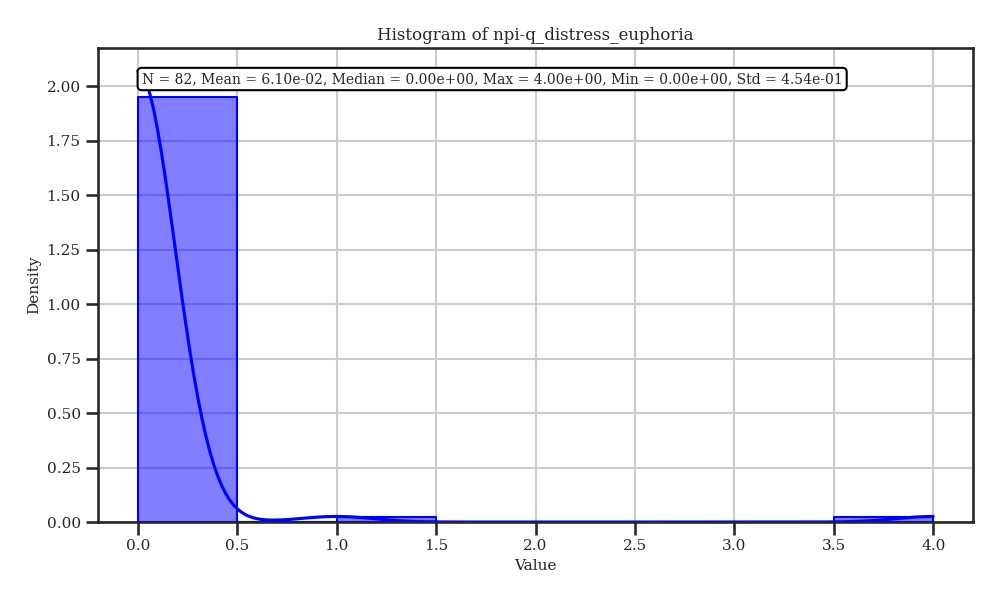 Histogram of npi-q_distress_euphoria
N = 82, Mean = 6.10e-02, Median = 0.00e+00, Max = 4.00e+00, Min = 0.00e+00, Std = 4.54e-01
2.00
1.75
1.50
1.25
1.00
0.75
0.50
0.25
0.00
Density
0.0 0.5 1.0 1.5 2.0 2.5 3.0 3.5 4.0
Value